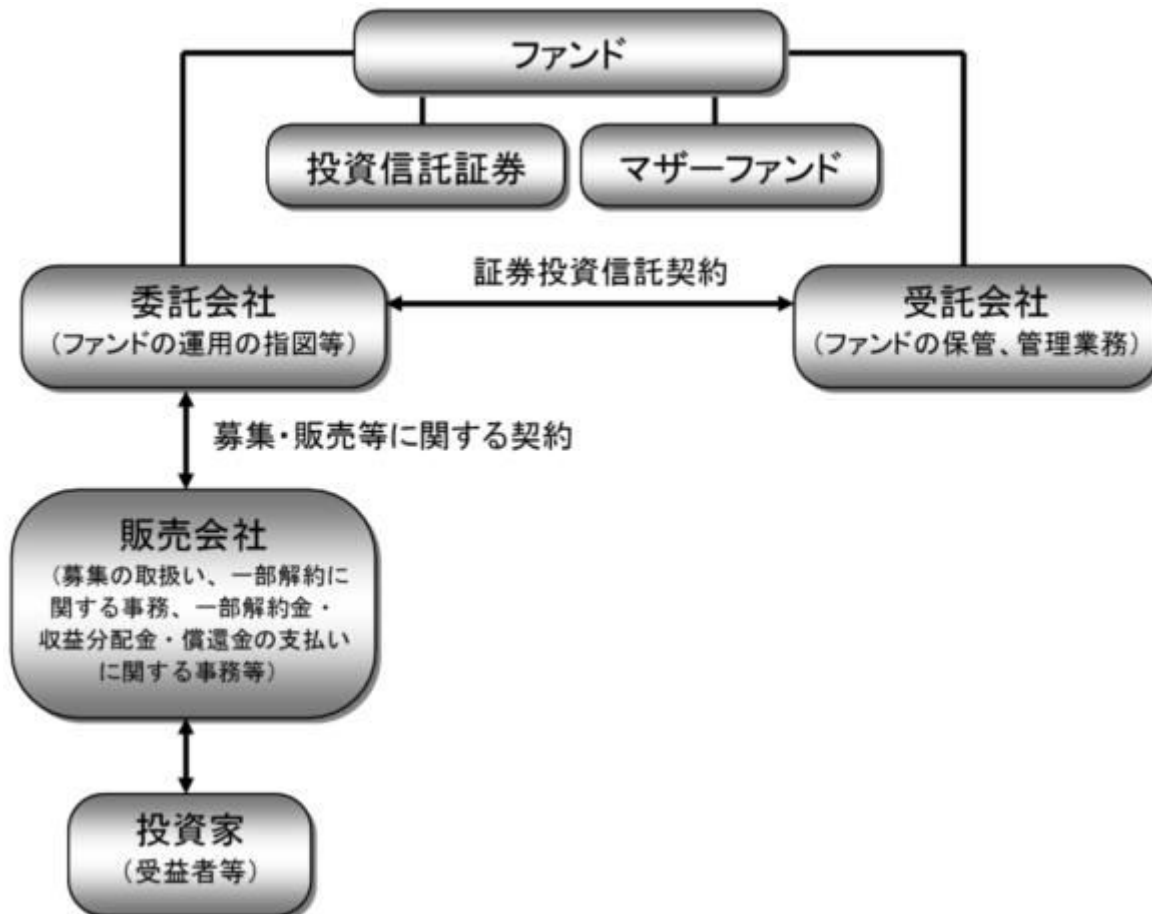 ファンド
投資信託証券
マザーファンド
証券投資信託契約
委託会社
(ファンドの運用の指図等)
受託会社
(ファンドの保管、管理業務)
募集・販売等に関する契約
販売会社
(募集の取扱い、一部解約に
関する事務、一部解約金・
収益分配金・償還金の支払い
に関する事務等)
投資家
(受益者等)